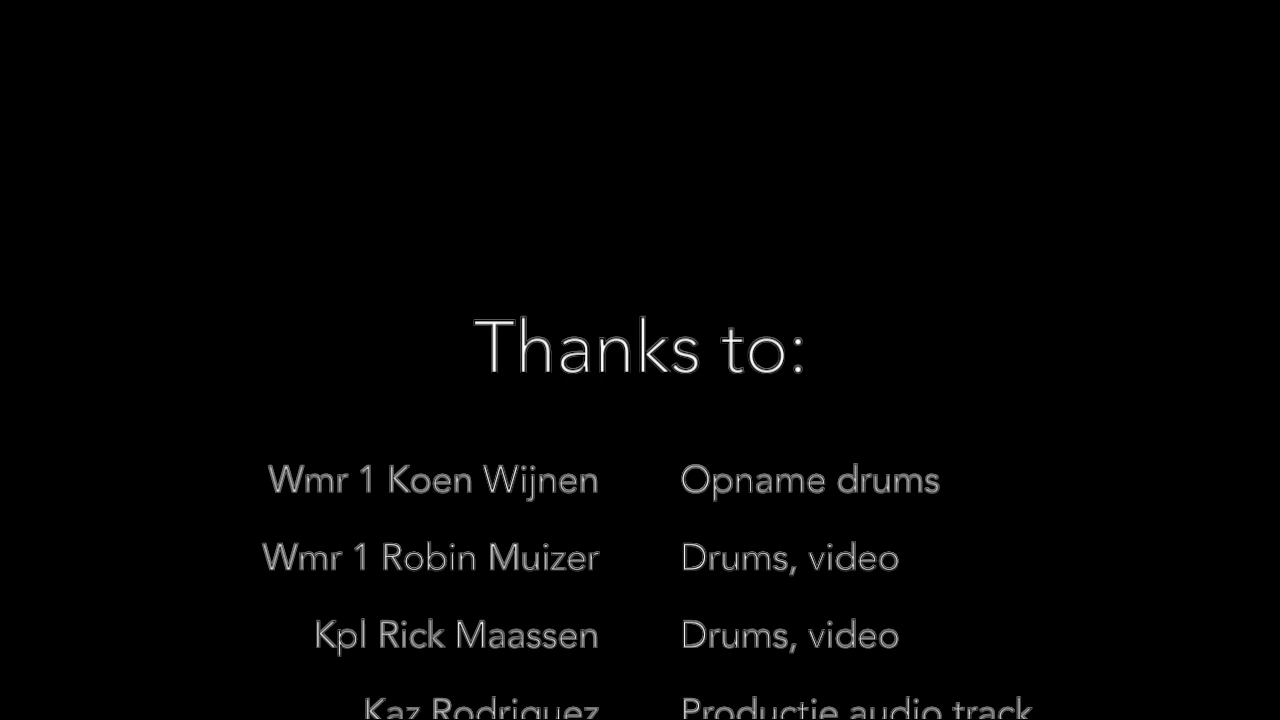 Thanks to:
Wmr 1 Koen Wijnen Opname drums
Wmr 1 Robin Muizer Drums, video
Kpl Rick Maassen Drums, video
Kaz Rodriguez Productie audio track